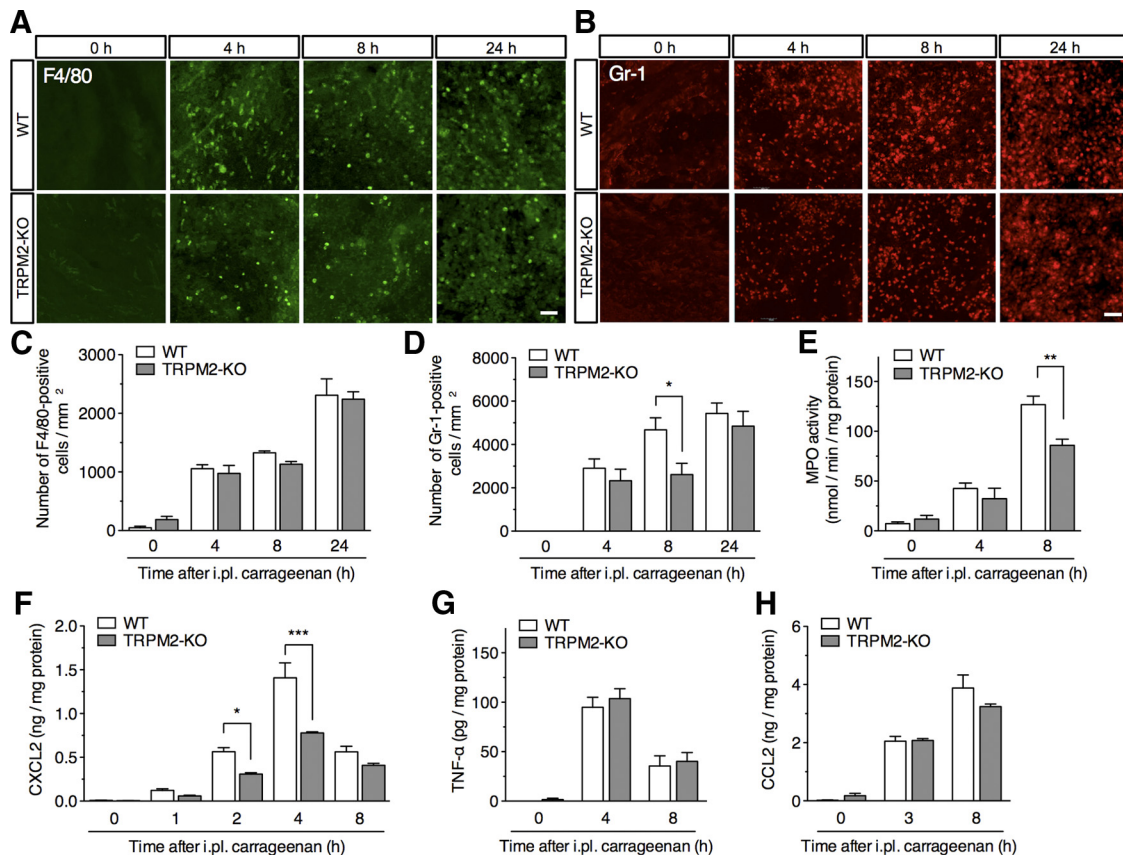 A
0 h
4 h
8 h
24 h
F4/80
WT
TRPM2-KO
B
0 h
4 h
8 h
24 h
Gr-1
WT
TRPM2-KO
C
WT
TRPM2-KO
Number of F4/80-positive
cells / mm²
3000
2000
1000
0
0 4 8 24
Time after i.pl. carrageenan (h)
D
WT
TRPM2-KO
Number of Gr-1-positive
cells / mm²
8000
6000
4000
2000
0
*
0 4 8 24
Time after i.pl. carrageenan (h)
E
WT
TRPM2-KO
MPO activity
(nmol / min / mg protein)
150
100
50
0
**
0 4 8
Time after i.pl. carrageenan (h)
F
WT
TRPM2-KO
CXCL2 (ng / mg protein)
2.0
1.5
1.0
0.5
0.0
*
***
0 1 2 4 8
Time after i.pl. carrageenan (h)
G
WT
TRPM2-KO
TNF-α (pg / mg protein)
150
100
50
0
0 4 8
Time after i.pl. carrageenan (h)
H
WT
TRPM2-KO
CCL2 (ng / mg protein)
6
4
2
0
0 3 8
Time after i.pl. carrageenan (h)